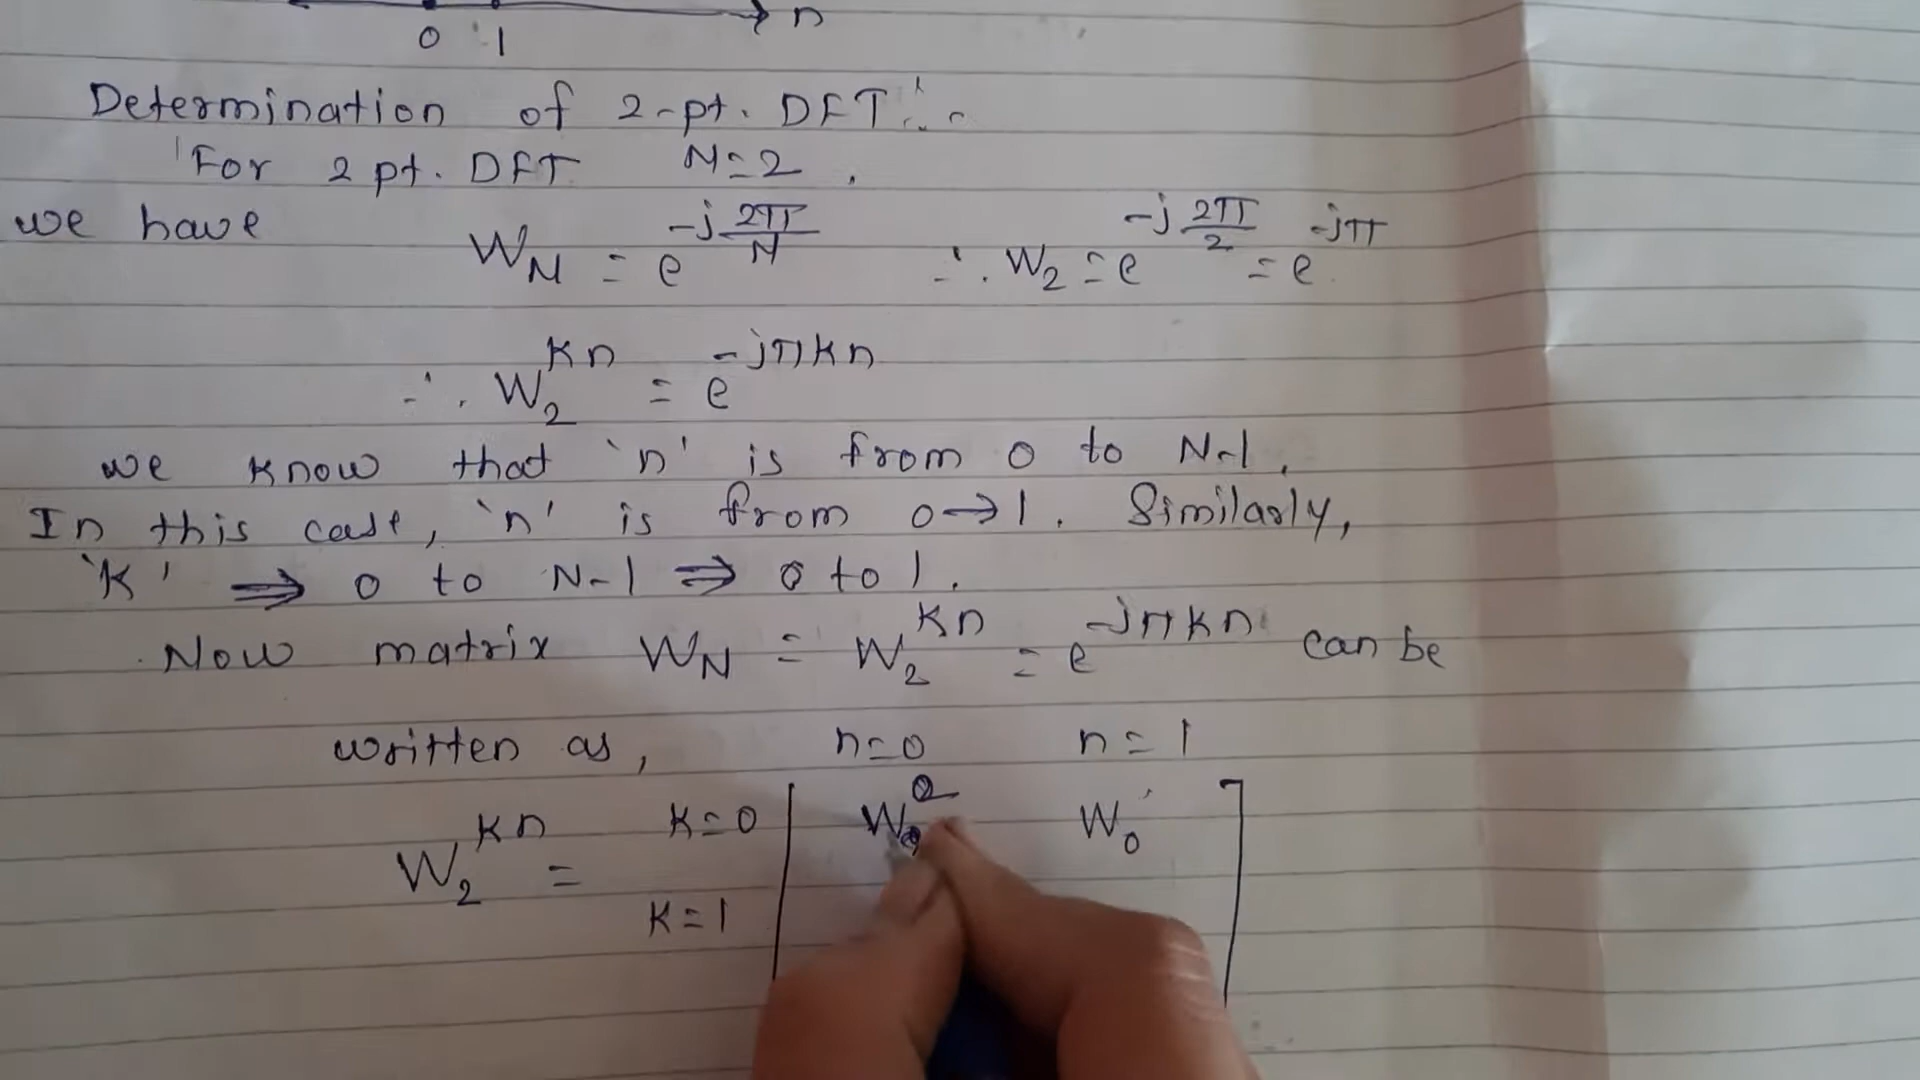 0 1 n
Determination of 2-pt. DFT :-
For 2 pt. DFT N=2,
we have W_N = e^{-j 2π/N} ∴ W_2 = e^{-j 2π/2} = e^{-jπ}
∴ W_2^{kn} = e^{-jπkn}
we know that 'n' is from 0 to N-1.
In this case, 'n' is from 0→1. Similarly,
'K' ⇒ 0 to N-1 ⇒ 0 to 1.
Now matrix W_N = W_2^{kn} = e^{-jπkn} can be
written as, n=0 n=1
W_2^{kn} = K=0 W W_0
K=1